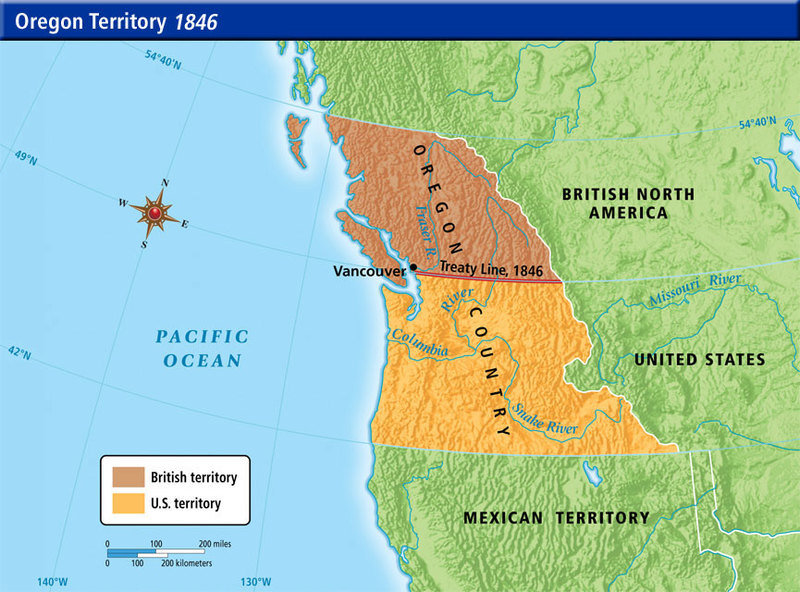 Oregon Territory 1846
54°40'N
54°40'N
49°N
N
W
E
S
OREGON
BRITISH NORTH
AMERICA
Fraser R.
Vancouver
Treaty Line, 1846
Missouri River
River
Columbia
COUNTRY
PACIFIC
OCEAN
42°N
UNITED STATES
Snake River
British territory
U.S. territory
MEXICAN TERRITORY
0 100 200 miles
0 100 200 kilometers
140°W
130°W